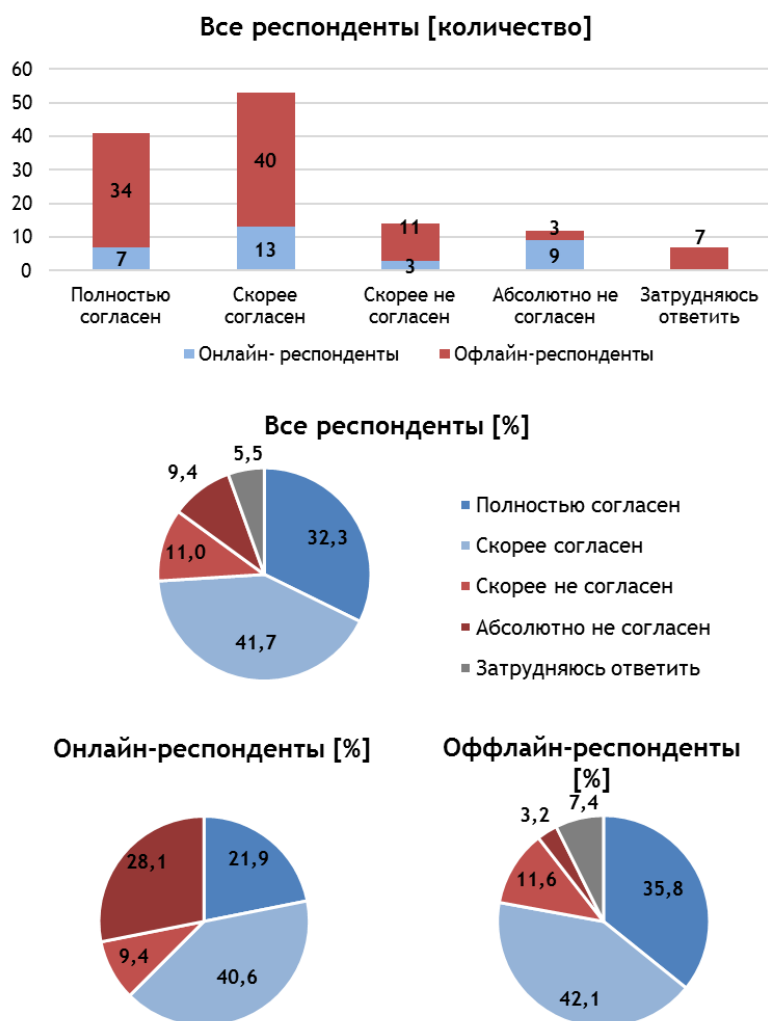 Все респонденты [количество]
60
50
40
30
20
10
0
34
7
40
13
11
3
3
9
7
Полностью согласен
Скорее согласен
Скорее не согласен
Абсолютно не согласен
Затрудняюсь ответить
Онлайн- респонденты
Офлайн-респонденты
Все респонденты [%]
5,5
9,4
32,3
11,0
41,7
Полностью согласен
Скорее согласен
Скорее не согласен
Абсолютно не согласен
Затрудняюсь ответить
Онлайн-респонденты [%]
28,1
21,9
9,4
40,6
Оффлайн-респонденты
[%]
3,2
7,4
11,6
35,8
42,1